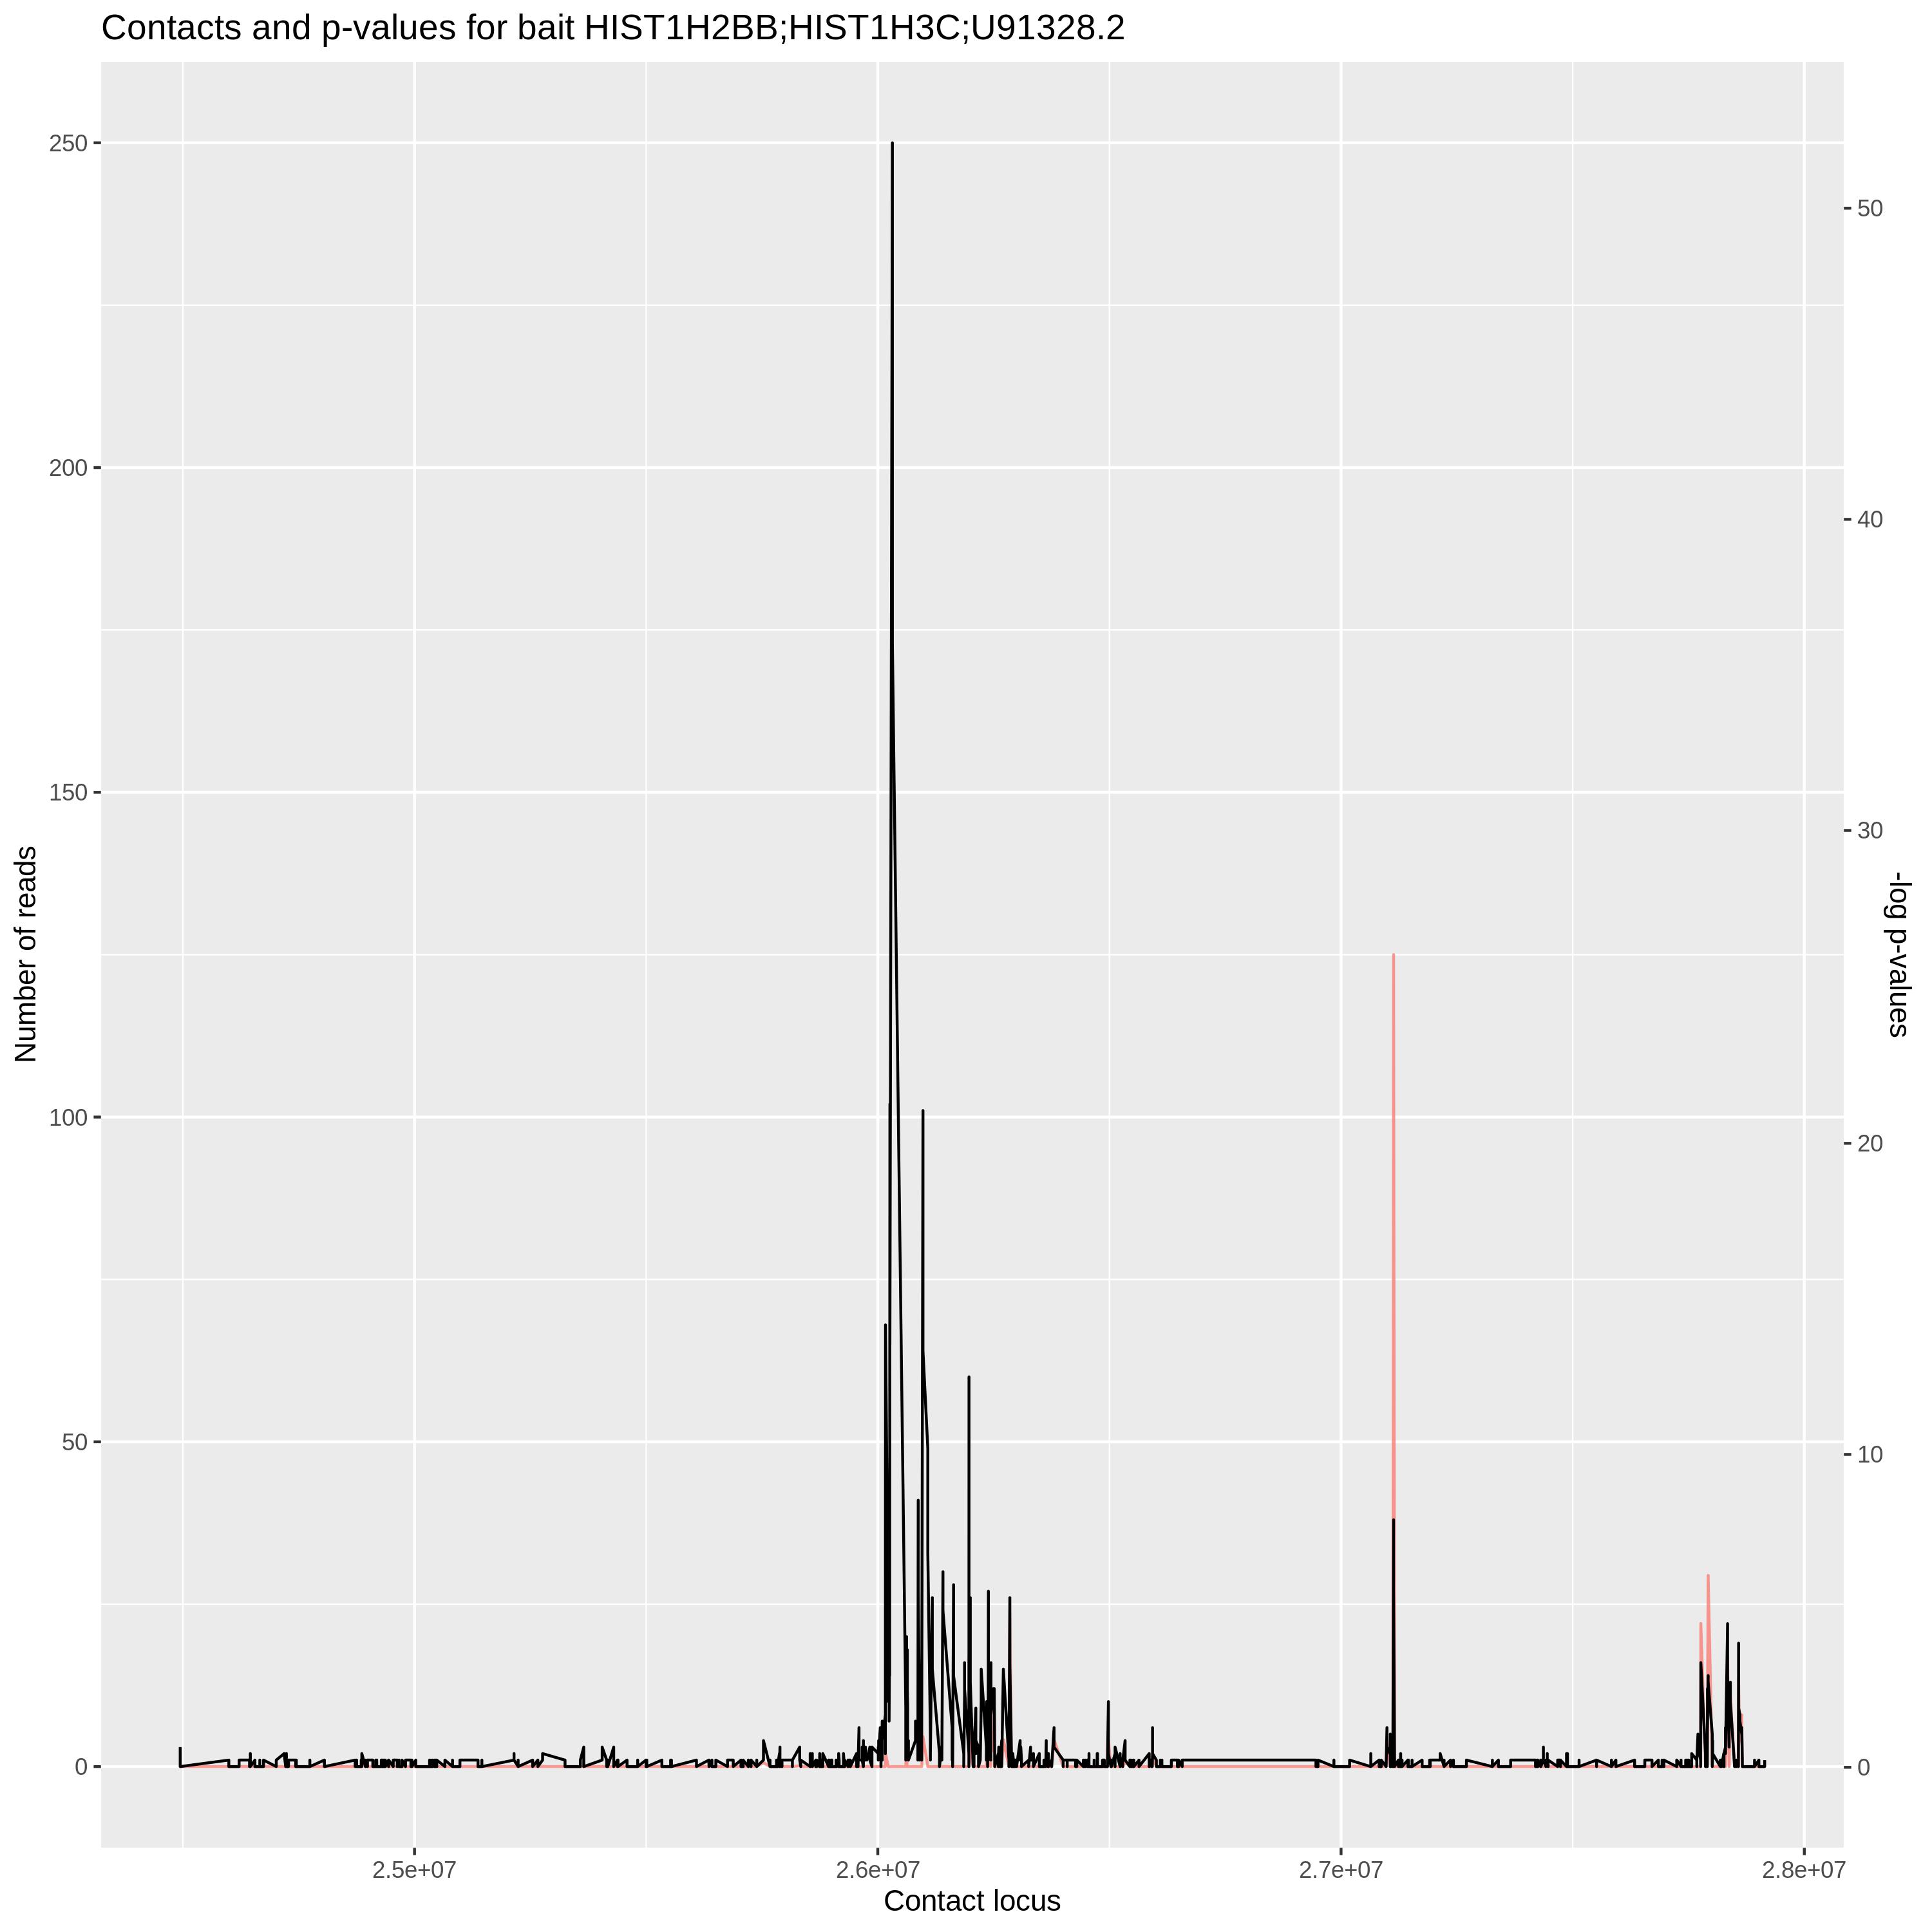 Contacts and p-values for bait HIST1H2BB;HIST1H3C;U91328.2
250
200
150
100
50
0
Number of reads
50
40
30
20
10
0
-log p-values
2.5e+07
2.6e+07
2.7e+07
2.8e+07
Contact locus